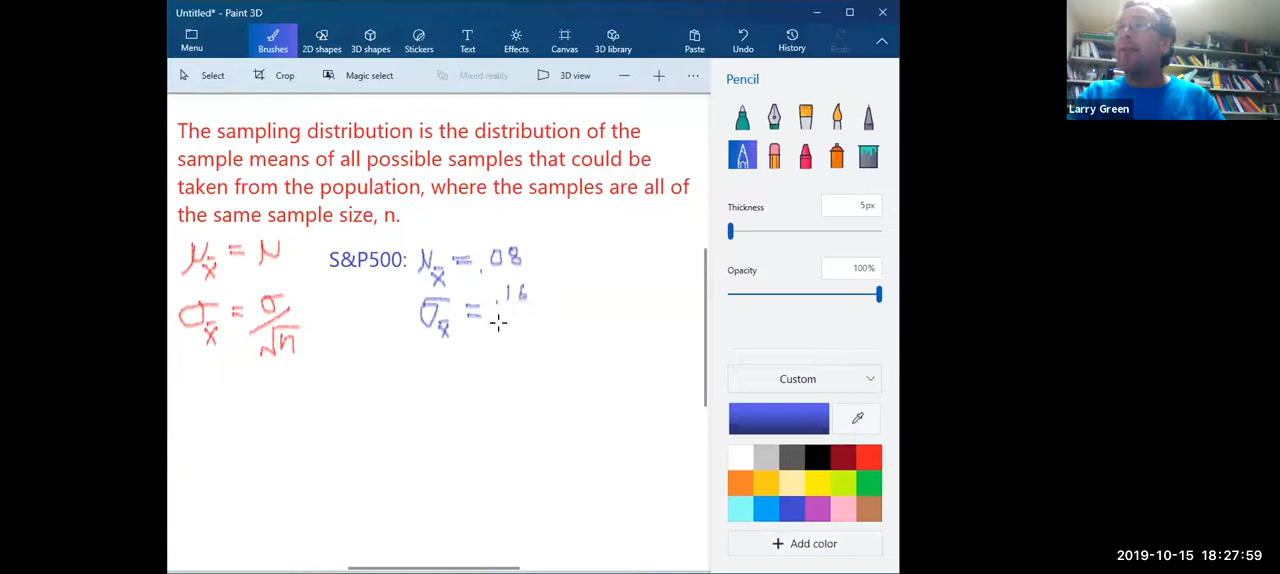 Untitled* - Paint 3D
Menu
Brushes
2D shapes
3D shapes
Stickers
Text
Effects
Canvas
3D library
Paste
Undo
History
Redo
Select
Crop
Magic select
Mixed reality
3D view
Pencil
Larry Green
The sampling distribution is the distribution of the
sample means of all possible samples that could be
taken from the population, where the samples are all of
the same sample size, n.
μx̄ = μ
σx̄ = σ/√n
S&P500: μx̄ = .08
σx̄ = .16
Thickness
5px
Opacity
100%
Custom
Add color
2019-10-15 18:27:59